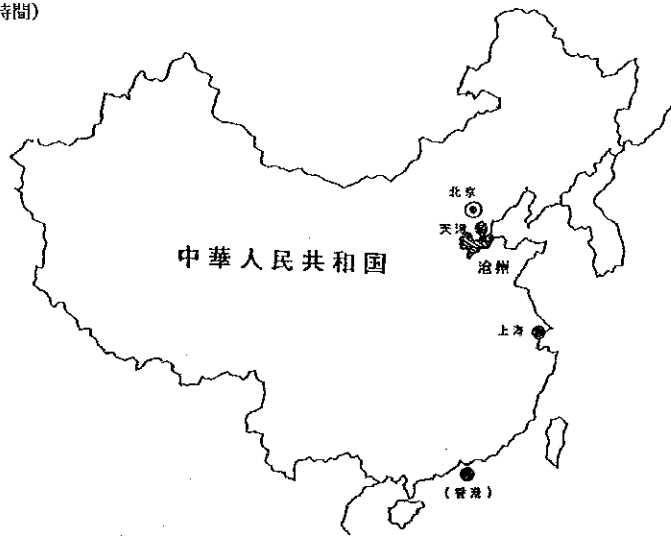 時間)
北京
天津
中華人民共和国
滄州
上海
(香港)